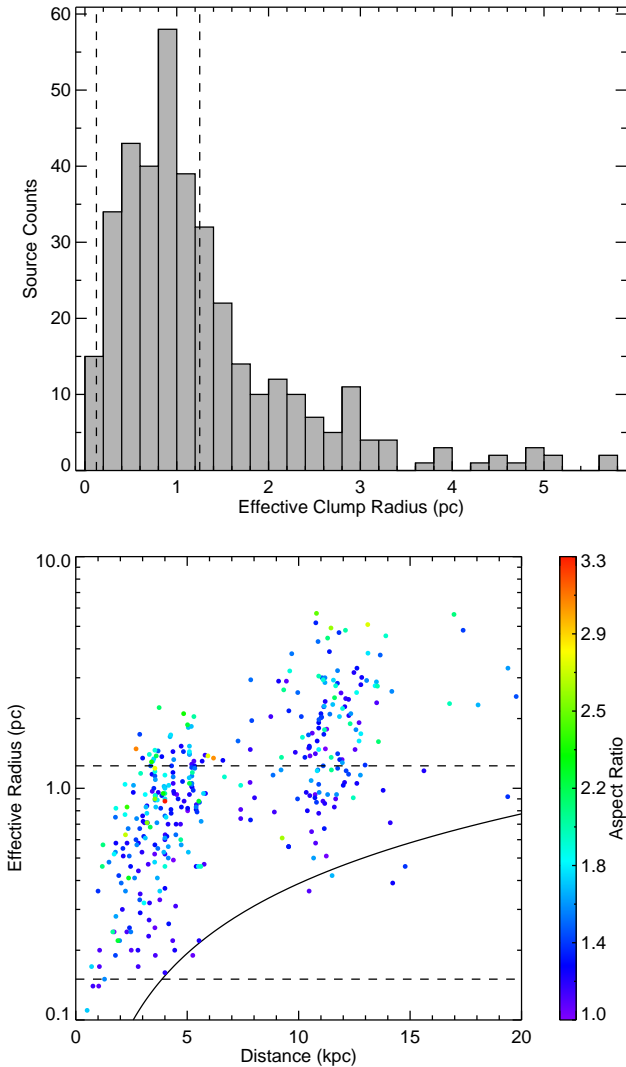 60
50
40
30
20
10
0
Source Counts
0 1 2 3 4 5
Effective Clump Radius (pc)
10.0
1.0
0.1
Effective Radius (pc)
0 5 10 15 20
Distance (kpc)
3.3
2.9
2.5
2.2
1.8
1.4
1.0
Aspect Ratio